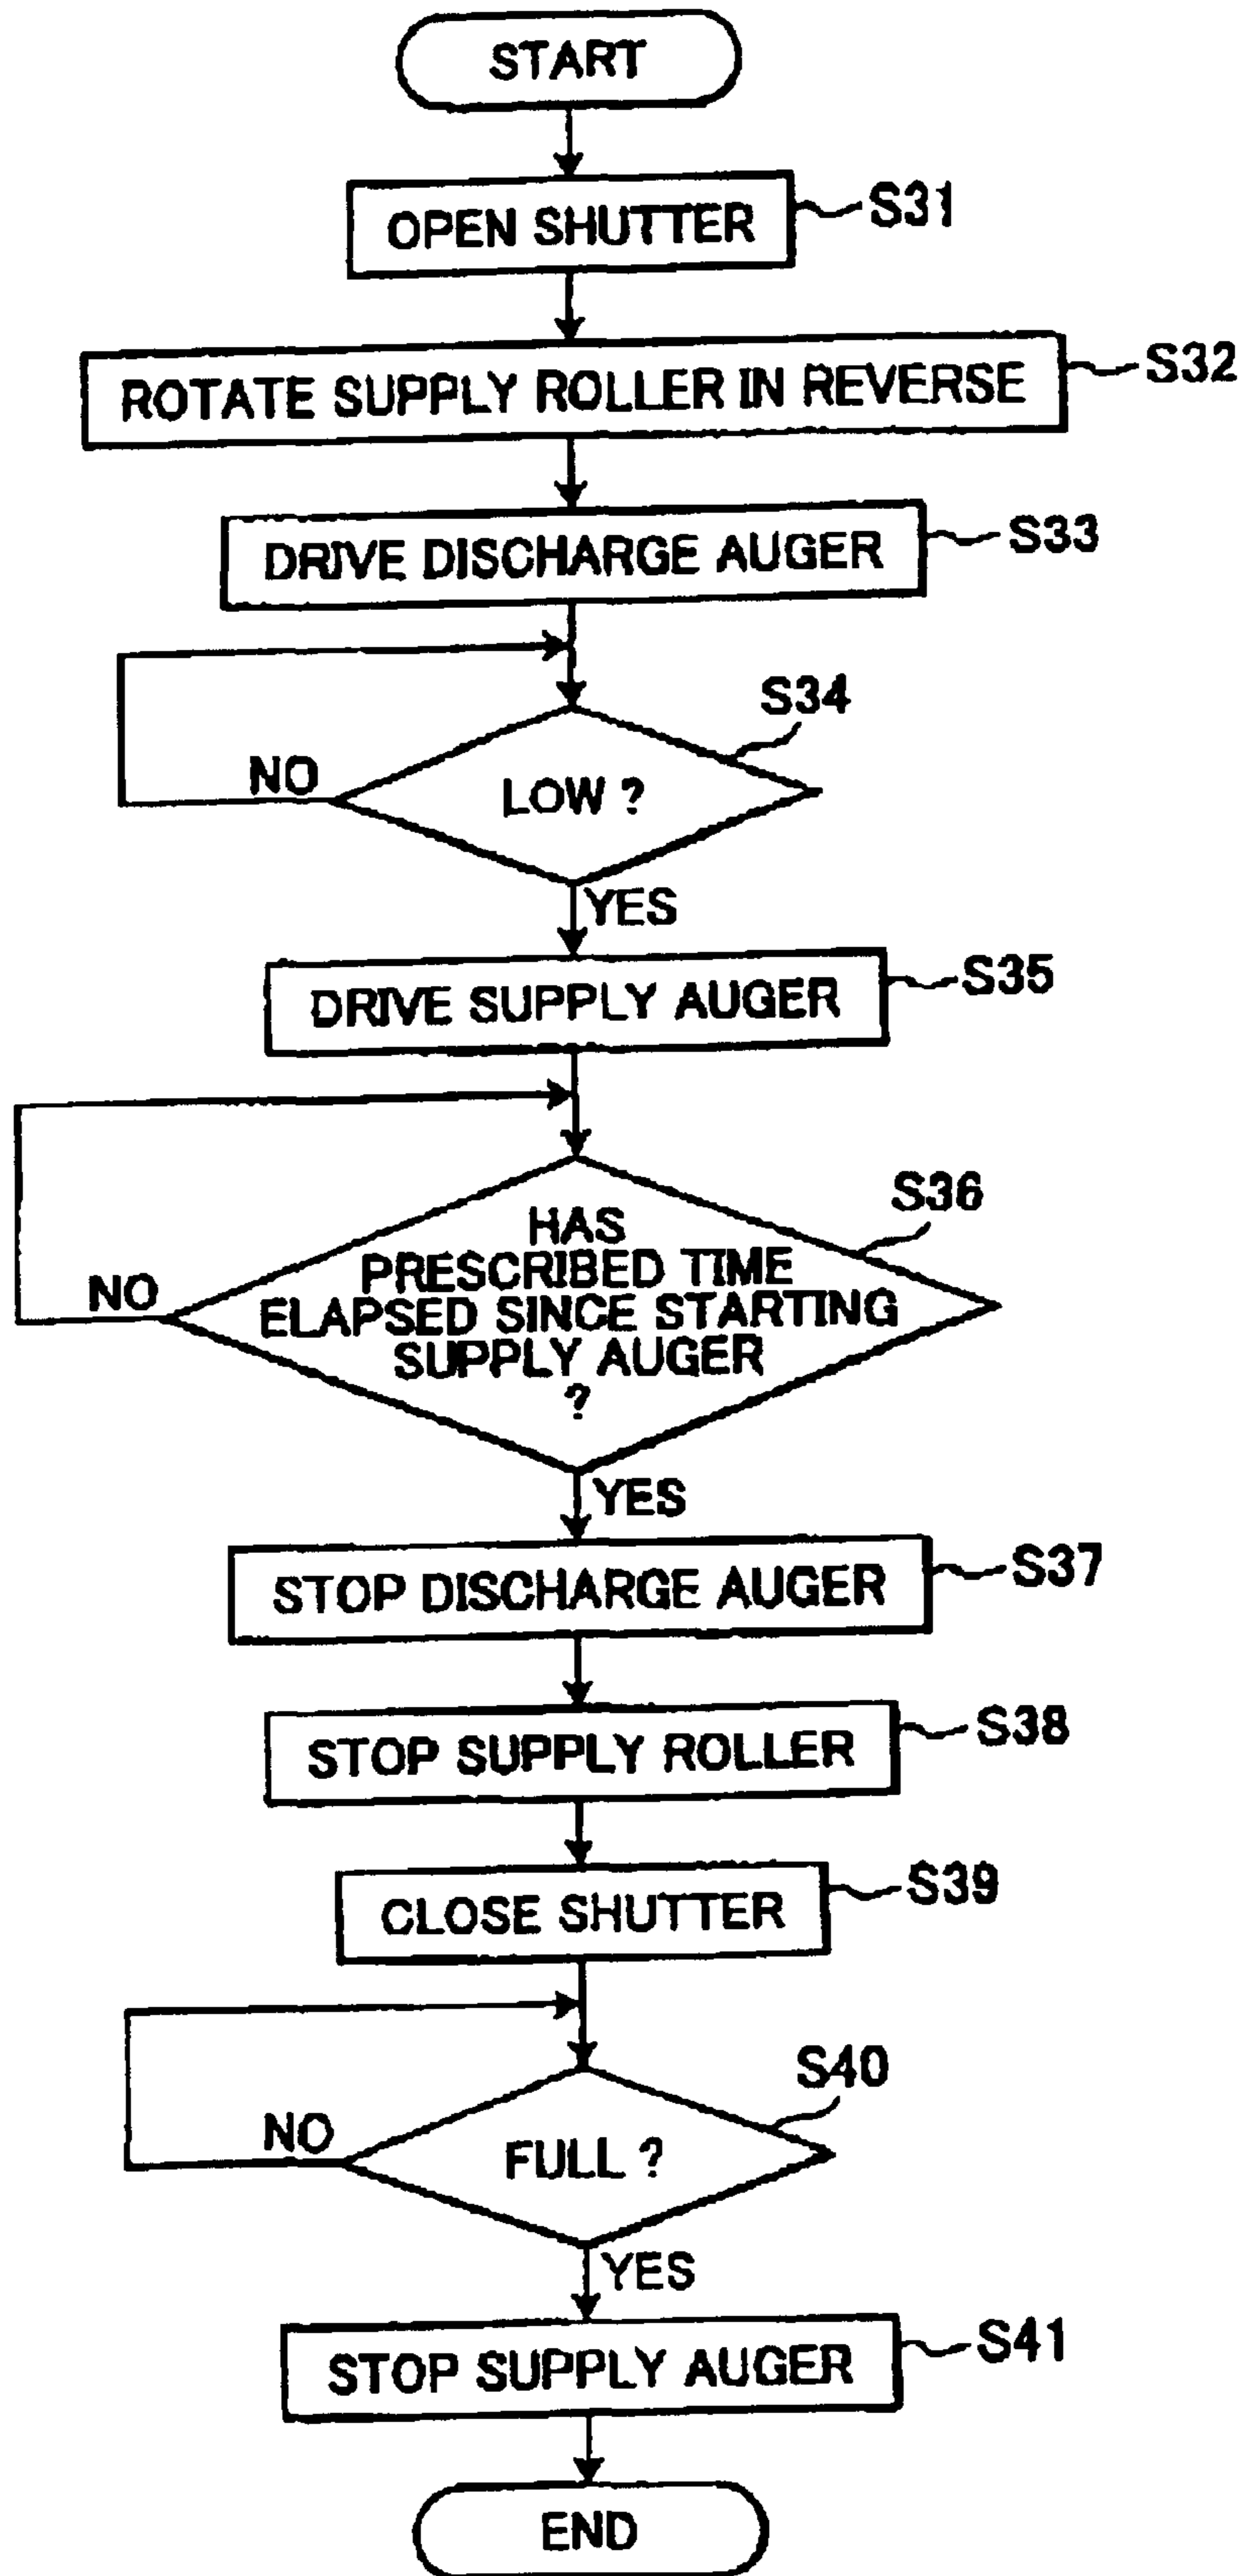 START
OPEN SHUTTER
S31
ROTATE SUPPLY ROLLER IN REVERSE
S32
DRIVE DISCHARGE AUGER
S33
S34
LOW ?
NO
YES
DRIVE SUPPLY AUGER
S35
S36
HAS
PRESCRIBED TIME
ELAPSED SINCE STARTING
SUPPLY AUGER
?
NO
YES
STOP DISCHARGE AUGER
S37
STOP SUPPLY ROLLER
S38
CLOSE SHUTTER
S39
S40
FULL ?
NO
YES
STOP SUPPLY AUGER
S41
END